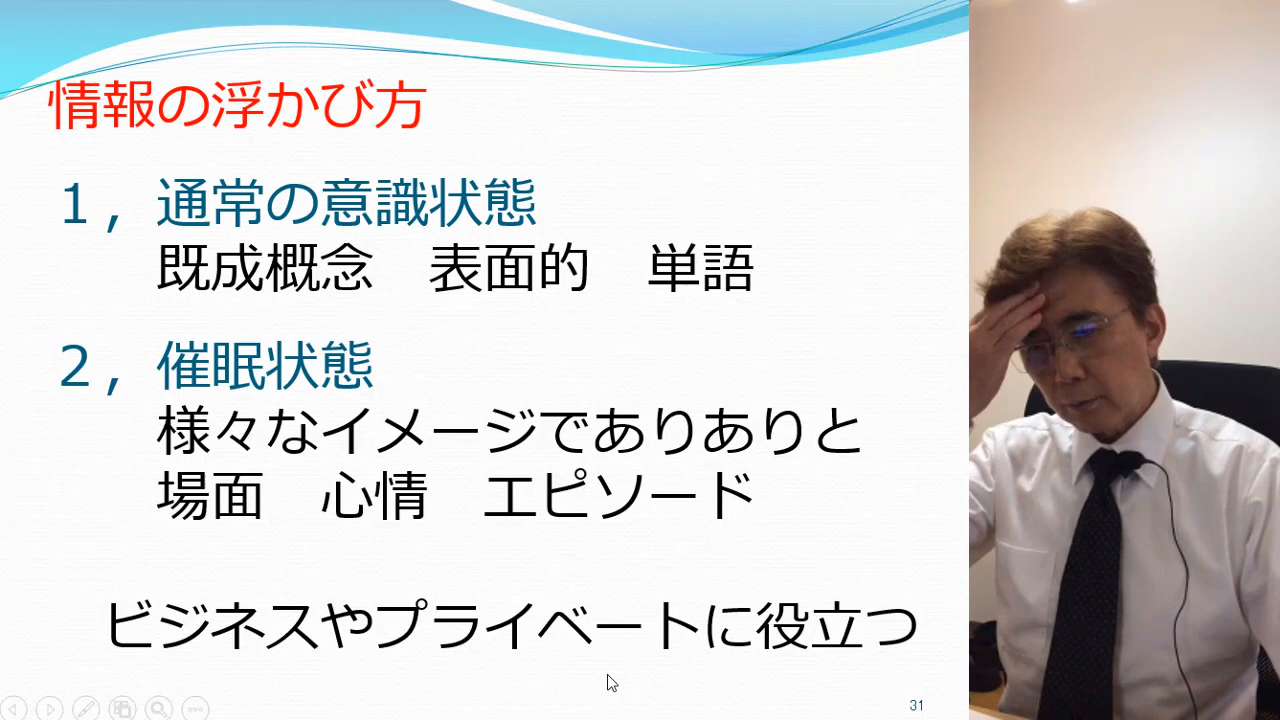 情報の浮かび方
１，通常の意識状態
既成概念　表面的　単語
２，催眠状態
様々なイメージでありありと
場面　心情　エピソード
ビジネスやプライベートに役立つ
31